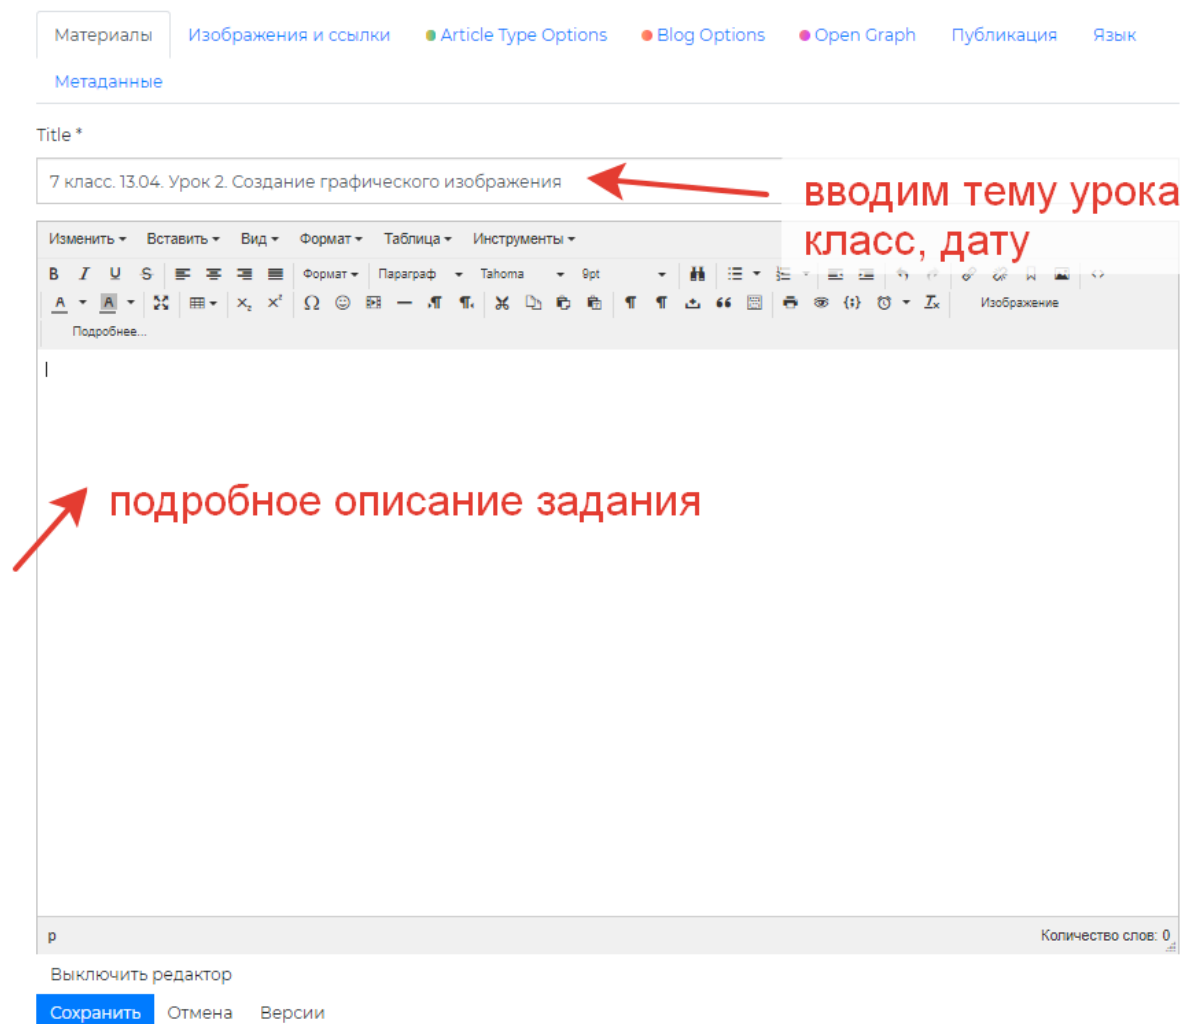 Материалы Изображения и ссылки Article Type Options Blog Options Open Graph Публикация Язык
Метаданные
Title *
7 класс. 13.04. Урок 2. Создание графического изображения
вводим тему урока
класс, дату
Изменить Вставить Вид Формат Таблица Инструменты
B I U S Формат Параграф Tahoma 9pt
A A Изображение
Подробнее...
подробное описание задания
p Количество слов: 0
Выключить редактор
Сохранить Отмена Версии